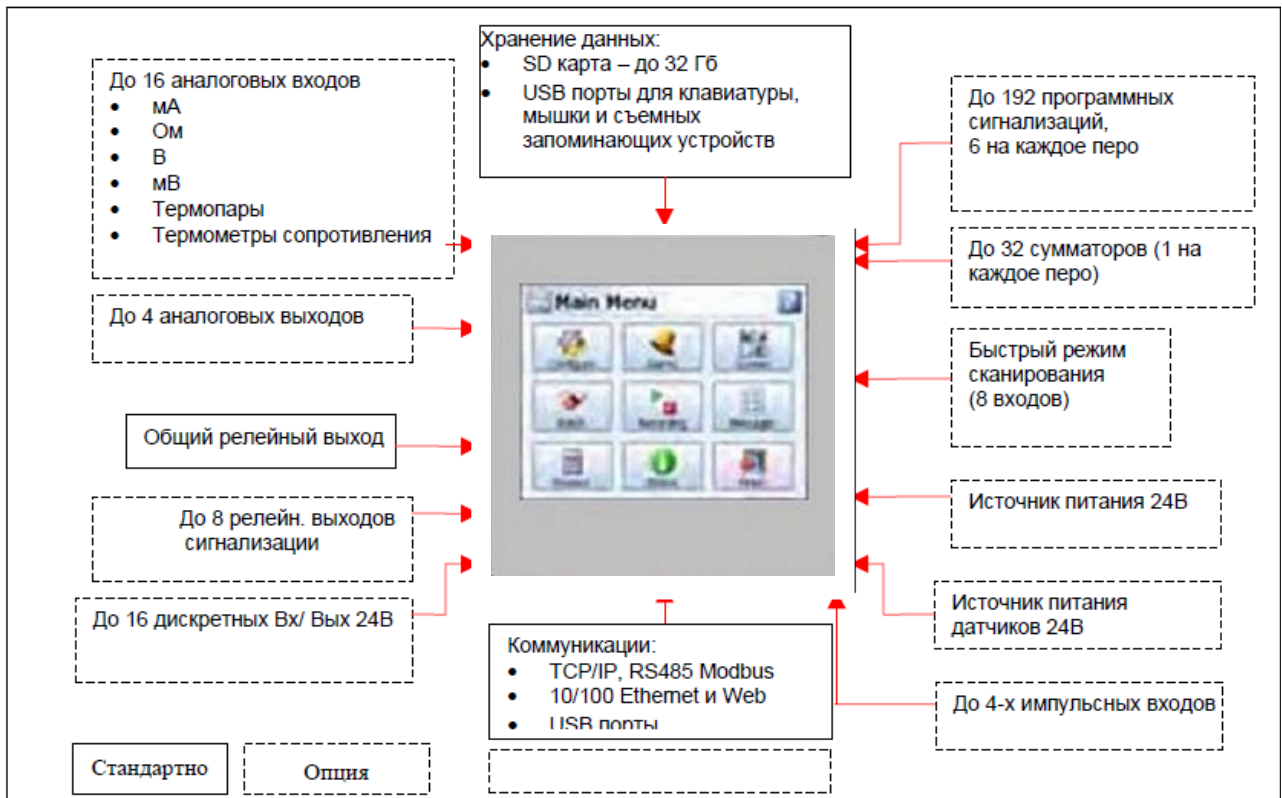 Хранение данных:
• SD карта – до 32 Гб
• USB порты для клавиатуры,
мышки и съемных
запоминающих устройств
До 16 аналоговых входов
• мА
• Ом
• В
• мВ
• Термопары
• Термометры сопротивления
До 4 аналоговых выходов
Общий релейный выход
До 8 релейн. выходов
сигнализации
До 16 дискретных Вх/ Вых 24В
Main Menu
До 192 программных
сигнализаций,
6 на каждое перо
До 32 сумматоров (1 на
каждое перо)
Быстрый режим
сканирования
(8 входов)
Источник питания 24В
Источник питания
датчиков 24В
До 4-х импульсных входов
Коммуникации:
• TCP/IP, RS485 Modbus
• 10/100 Ethernet и Web
• USB порты
Стандартно
Опция